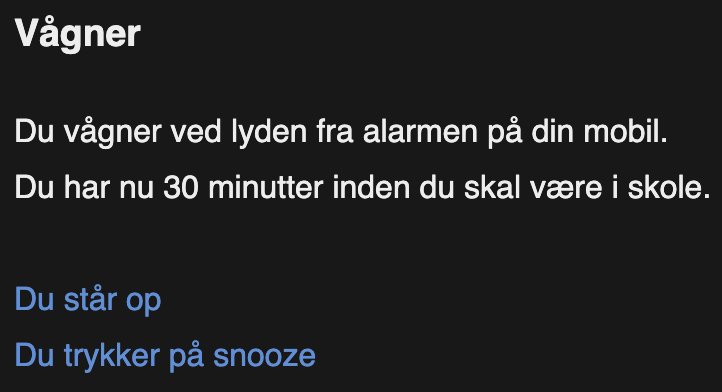 Vågner
Du vågner ved lyden fra alarmen på din mobil.
Du har nu 30 minutter inden du skal være i skole.
Du står op
Du trykker på snooze